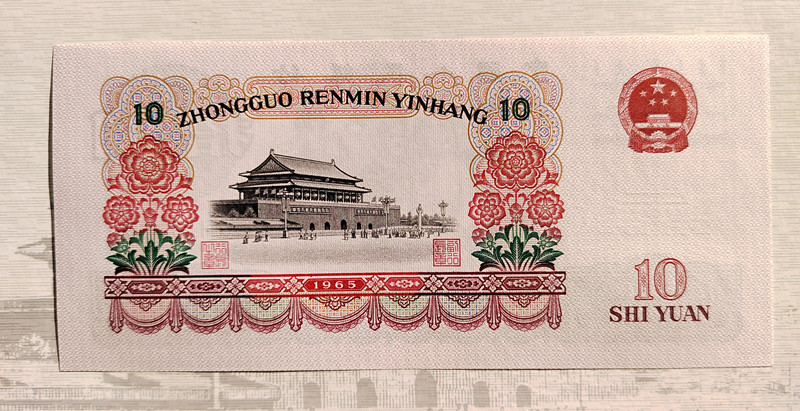 10 ZHONGGUO RENMIN YINHANG 10
1965
10
SHI YUAN